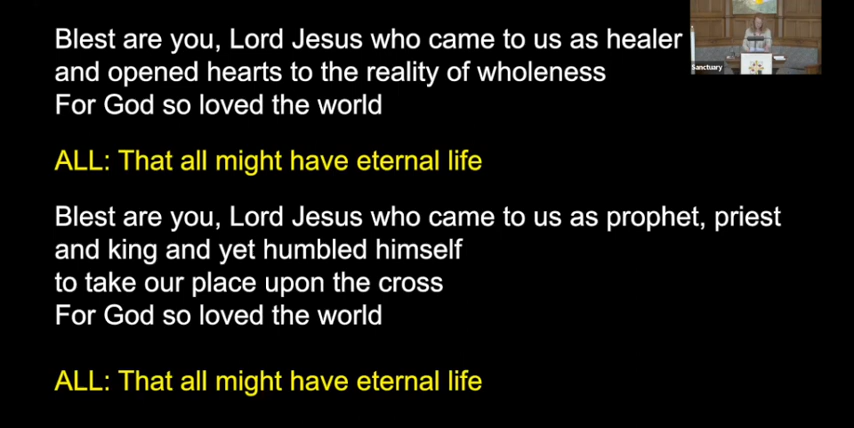 Blest are you, Lord Jesus who came to us as healer
and opened hearts to the reality of wholeness
For God so loved the world
ALL: That all might have eternal life
Blest are you, Lord Jesus who came to us as prophet, priest
and king and yet humbled himself
to take our place upon the cross
For God so loved the world
ALL: That all might have eternal life
Sanctuary